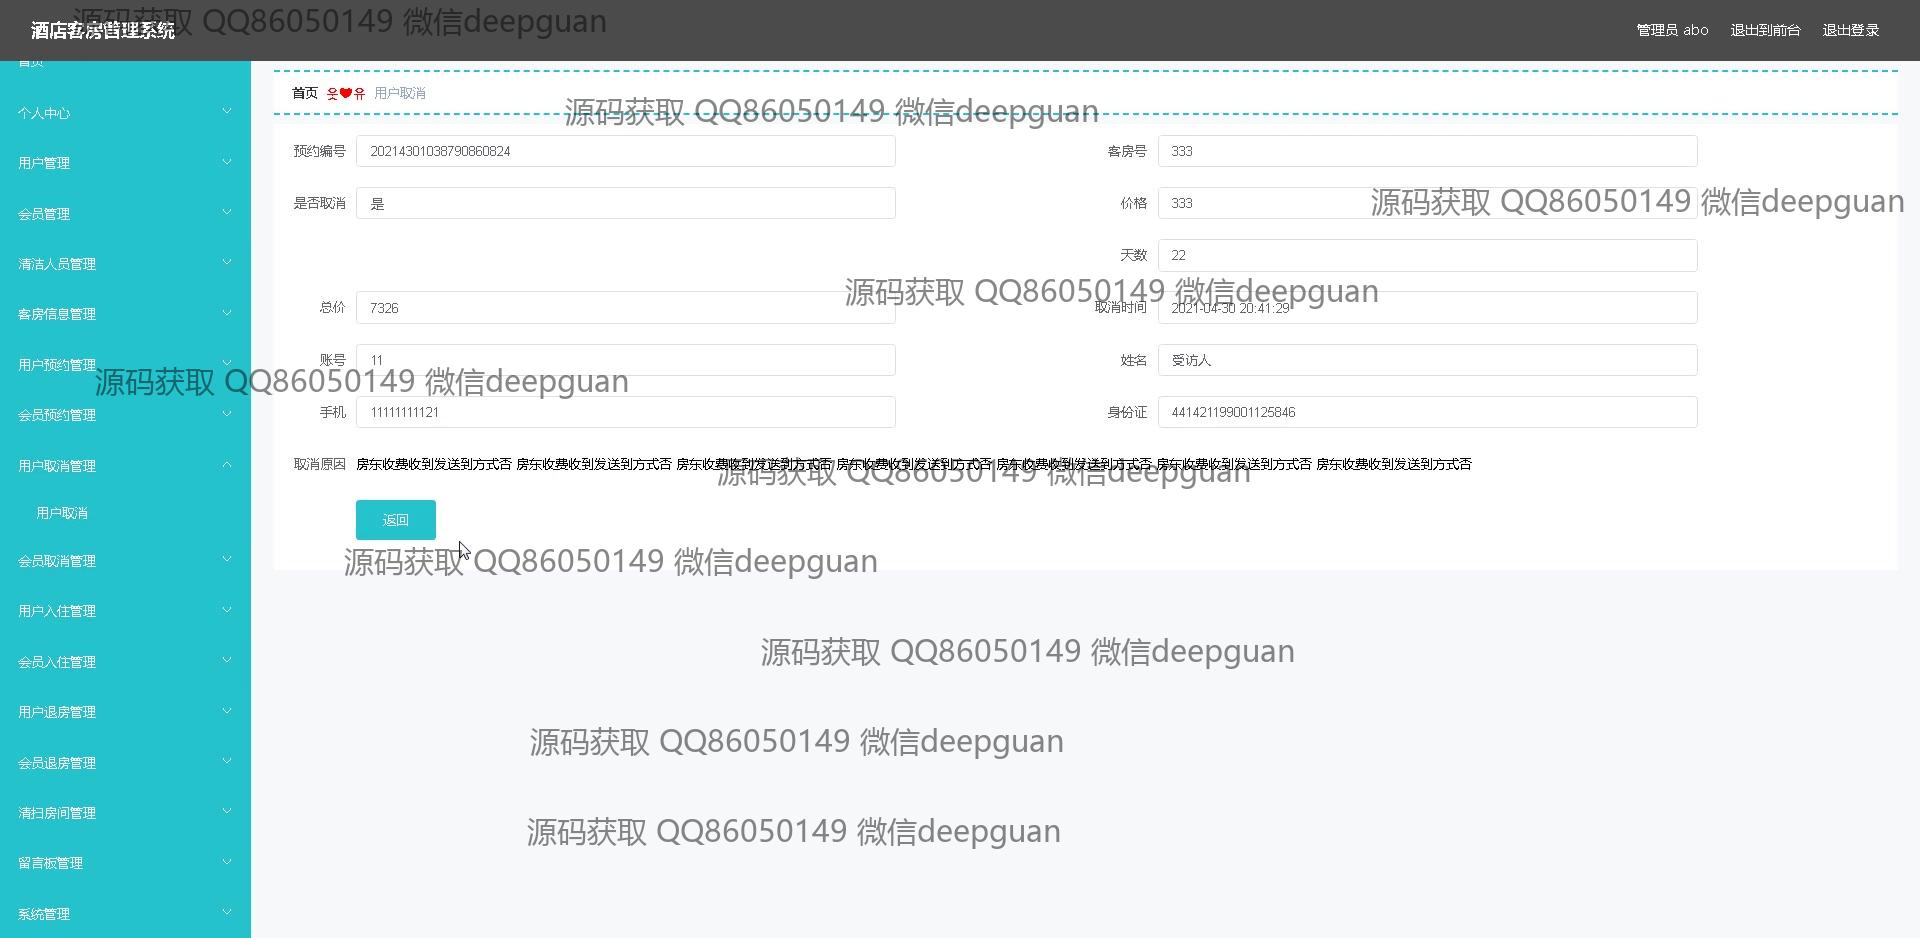 酒店客房管理系统
源码获取 QQ86050149 微信deepguan
管理员 abo 退出到前台 退出登录
首页
个人中心
用户管理
会员管理
清洁人员管理
客房信息管理
用户预约管理
会员预约管理
用户取消管理
用户取消
会员取消管理
用户入住管理
会员入住管理
用户退房管理
会员退房管理
清扫房间管理
留言板管理
系统管理
首页 웃❤유 用户取消
源码获取 QQ86050149 微信deepguan
预约编号 20214301038790860824
客房号 333
是否取消 是
价格 333
源码获取 QQ86050149 微信deepguan
天数 22
源码获取 QQ86050149 微信deepguan
总价 7326
取消时间 2021-04-30 20:41:29
账号 11
姓名 受访人
源码获取 QQ86050149 微信deepguan
手机 11111111121
身份证 441421199001125846
取消原因 房东收费收到发送到方式否 房东收费收到发送到方式否 房东收费收到发送到方式否 房东收费收到发送到方式否 房东收费收到发送到方式否 房东收费收到发送到方式否 房东收费收到发送到方式否
源码获取 QQ86050149 微信deepguan
返回
源码获取 QQ86050149 微信deepguan
源码获取 QQ86050149 微信deepguan
源码获取 QQ86050149 微信deepguan
源码获取 QQ86050149 微信deepguan